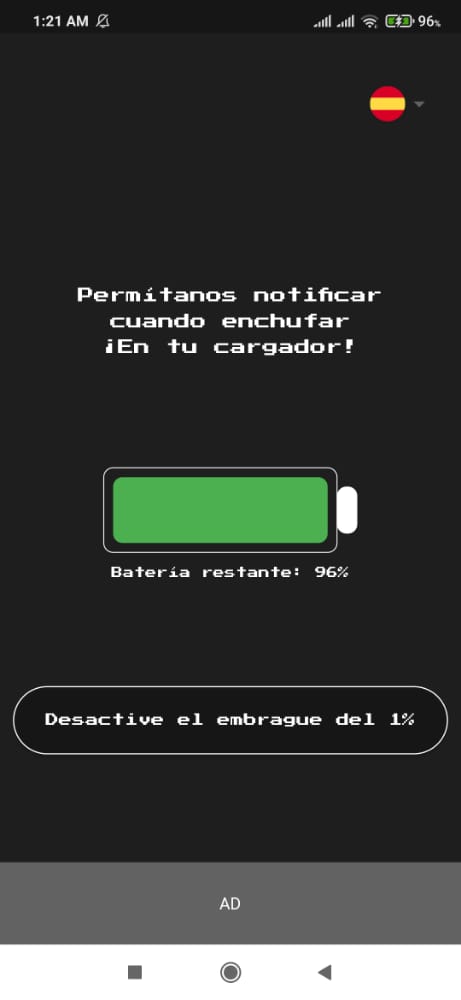 1:21 AM 96%
Permítanos notificar
cuando enchufar
¡En tu cargador!
Batería restante: 96%
Desactive el embrague del 1%
AD